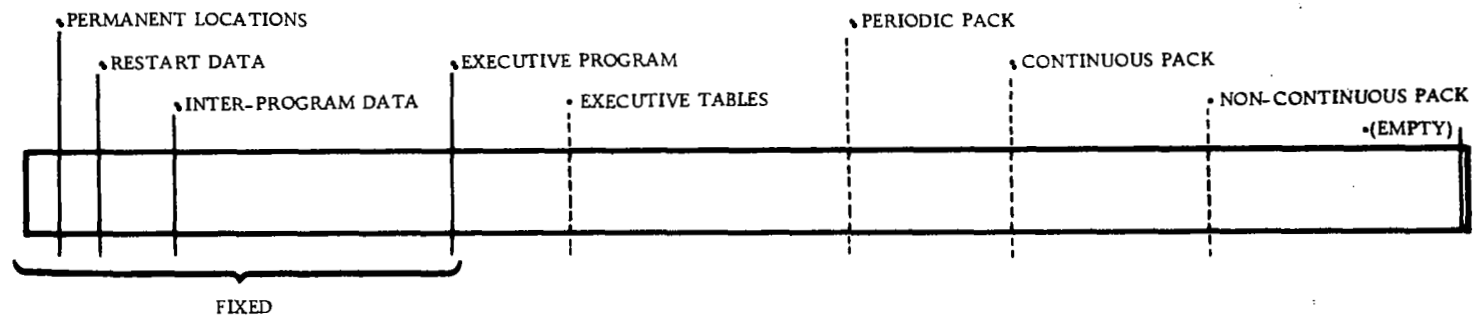 PERMANENT LOCATIONS
PERIODIC PACK
RESTART DATA
EXECUTIVE PROGRAM
CONTINUOUS PACK
INTER-PROGRAM DATA
EXECUTIVE TABLES
NON-CONTINUOUS PACK
(EMPTY)
FIXED